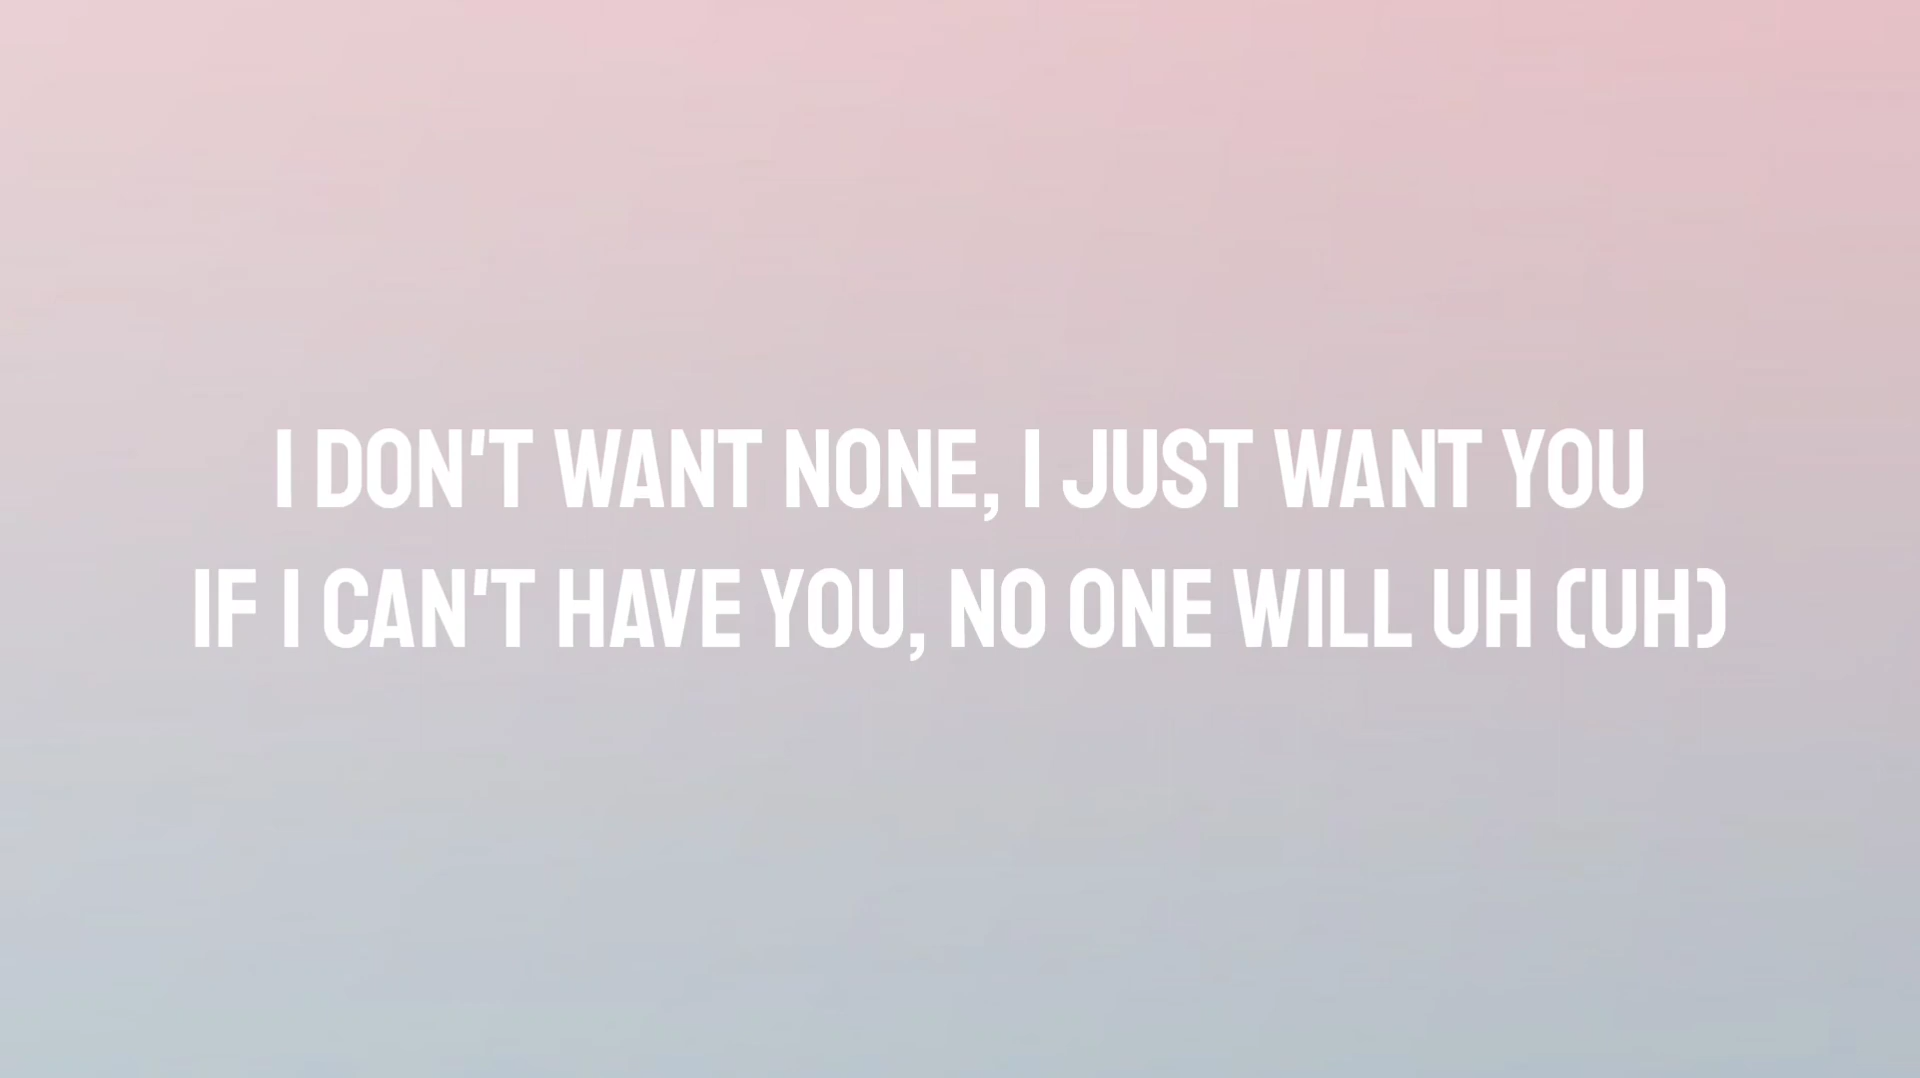 I DON'T WANT NONE, I JUST WANT YOU
IF I CAN'T HAVE YOU, NO ONE WILL UH (UH)